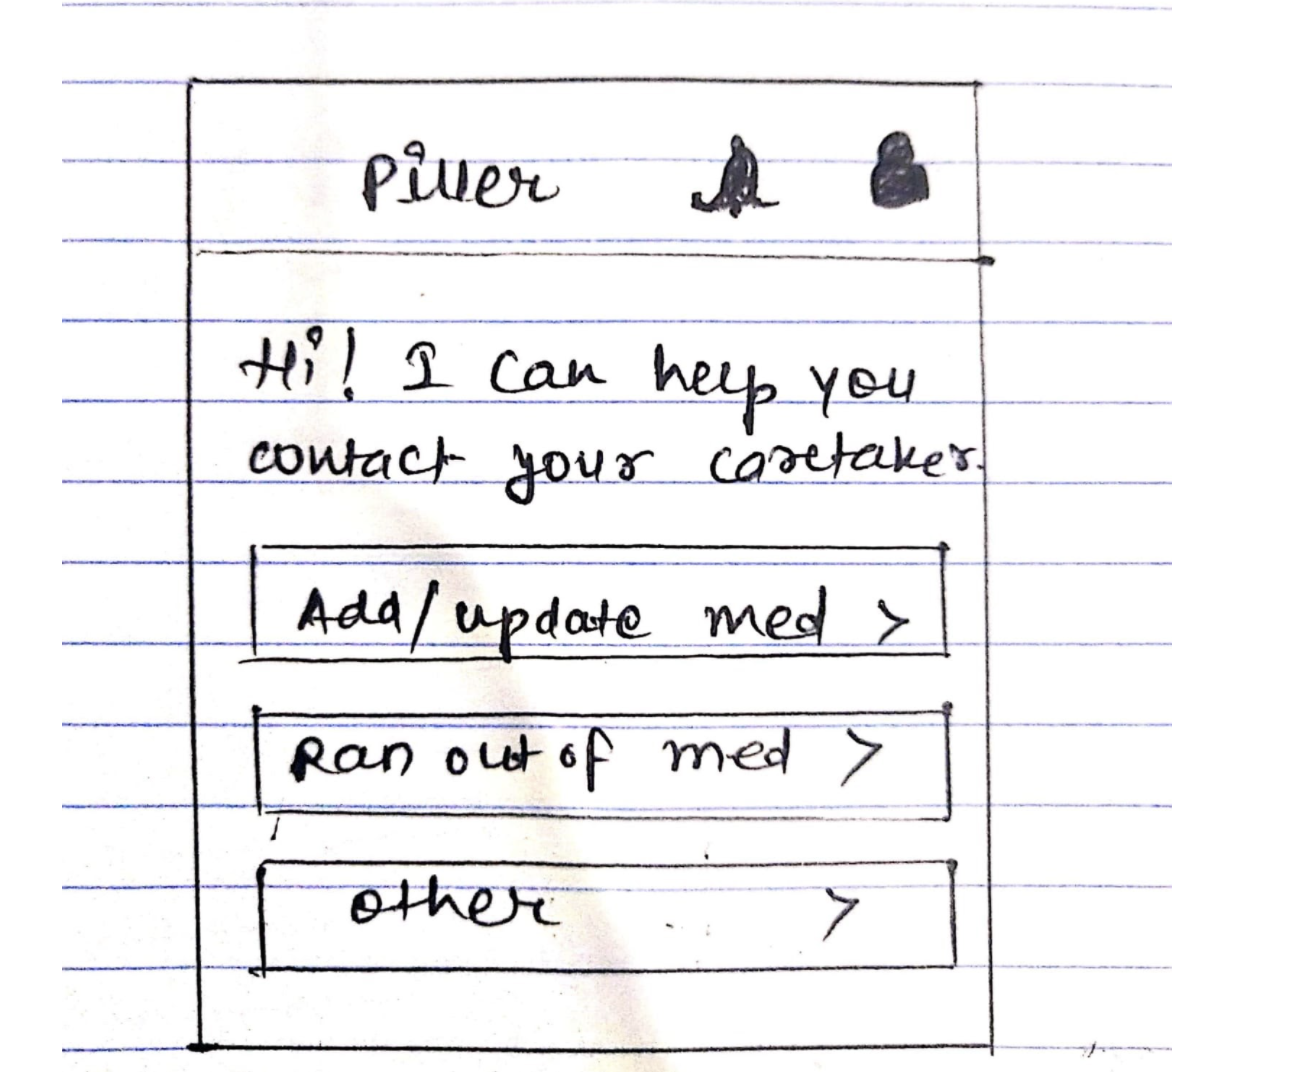 Piller
Hi! I can help you
contact your caretaker.
Add/update med >
Ran out of med >
other >